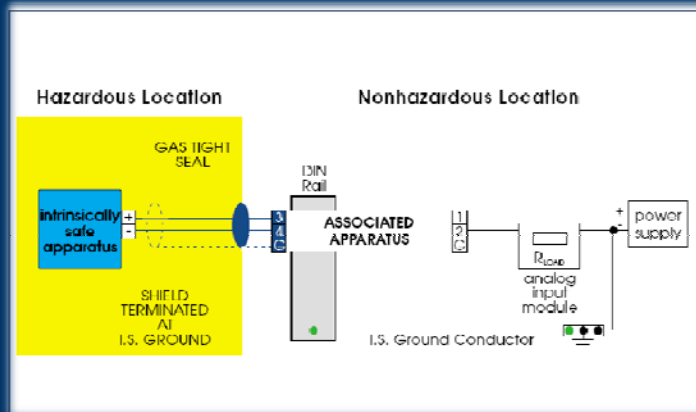 Hazardous Location
Nonhazardous Location
GAS TIGHT
SEAL
DIN
Rail
intrinsically
safe
apparatus
+
-
3
4
G
ASSOCIATED
APPARATUS
1
2
G
+
-
power
supply
R LOAD
analog
input
module
SHIELD
TERMINATED
AT
I.S. GROUND
I.S. Ground Conductor